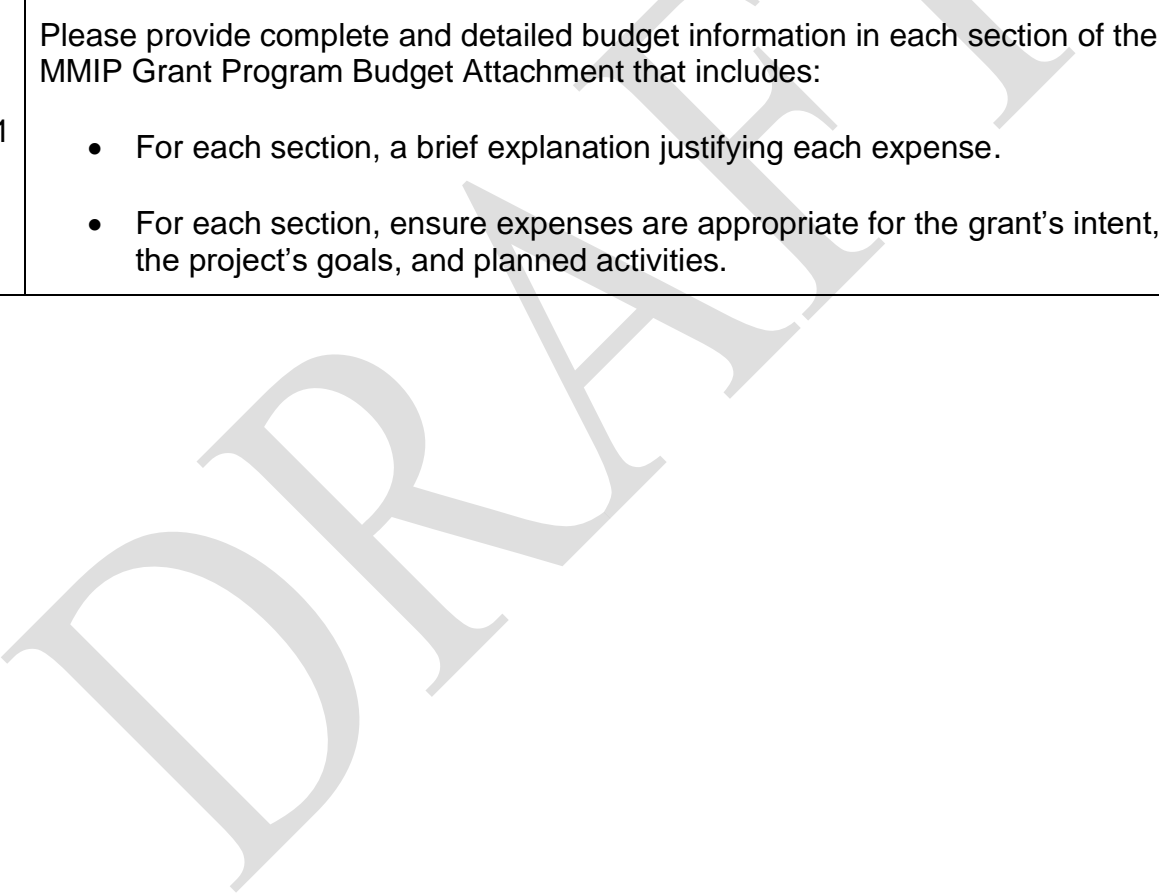 Please provide complete and detailed budget information in each section of the
MMIP Grant Program Budget Attachment that includes:
1
• For each section, a brief explanation justifying each expense.
• For each section, ensure expenses are appropriate for the grant's intent,
the project's goals, and planned activities.
DRAFT